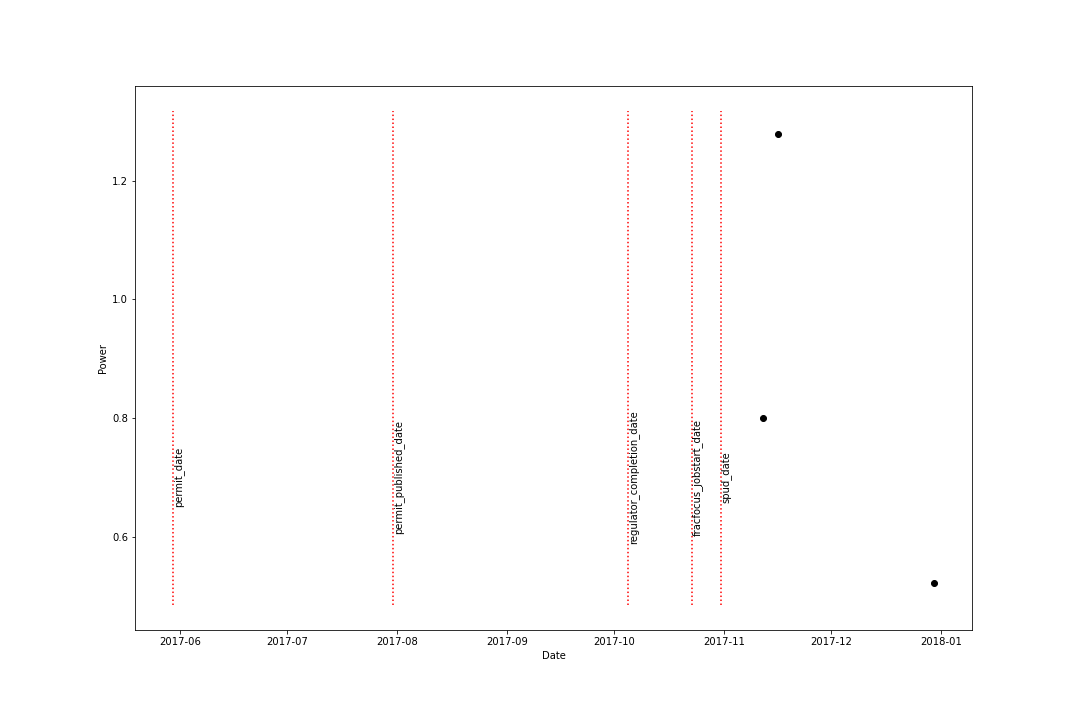 1.2
1.0
0.8
0.6
Power
permit_date
permit_published_date
regulator_completion_date
fracfocus_jobstart_date
spud_date
2017-06
2017-07
2017-08
2017-09
2017-10
2017-11
2017-12
2018-01
Date